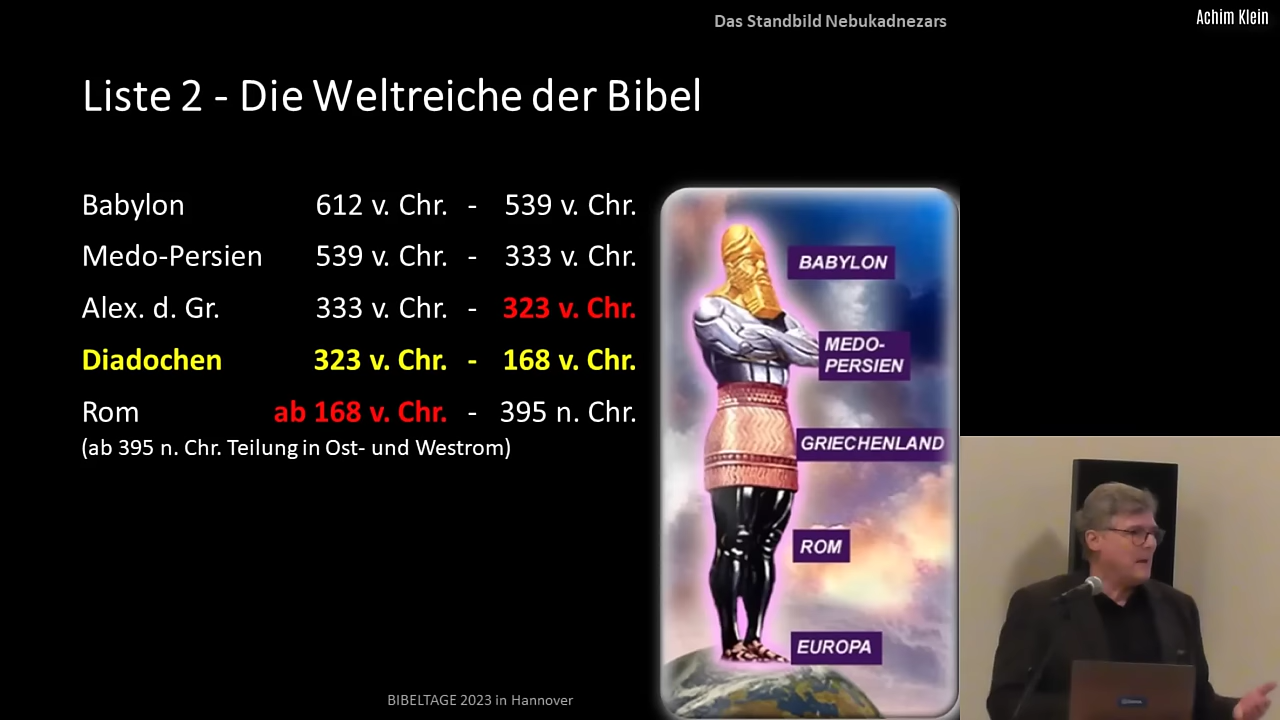 Das Standbild Nebukadnezars
Achim Klein
Liste 2 - Die Weltreiche der Bibel
Babylon 612 v. Chr. - 539 v. Chr.
Medo-Persien 539 v. Chr. - 333 v. Chr.
Alex. d. Gr. 333 v. Chr. - 323 v. Chr.
Diadochen 323 v. Chr. - 168 v. Chr.
Rom ab 168 v. Chr. - 395 n. Chr.
(ab 395 n. Chr. Teilung in Ost- und Westrom)
BABYLON
MEDO-
PERSIEN
GRIECHENLAND
ROM
EUROPA
BIBELTAGE 2023 in Hannover